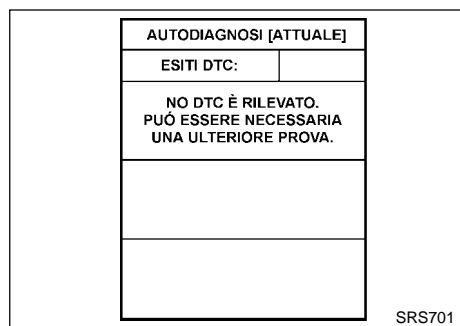 AUTODIAGNOSI [ATTUALE]
ESITI DTC:
NO DTC È RILEVATO.
PUÓ ESSERE NECESSARIA
UNA ULTERIORE PROVA.
SRS701